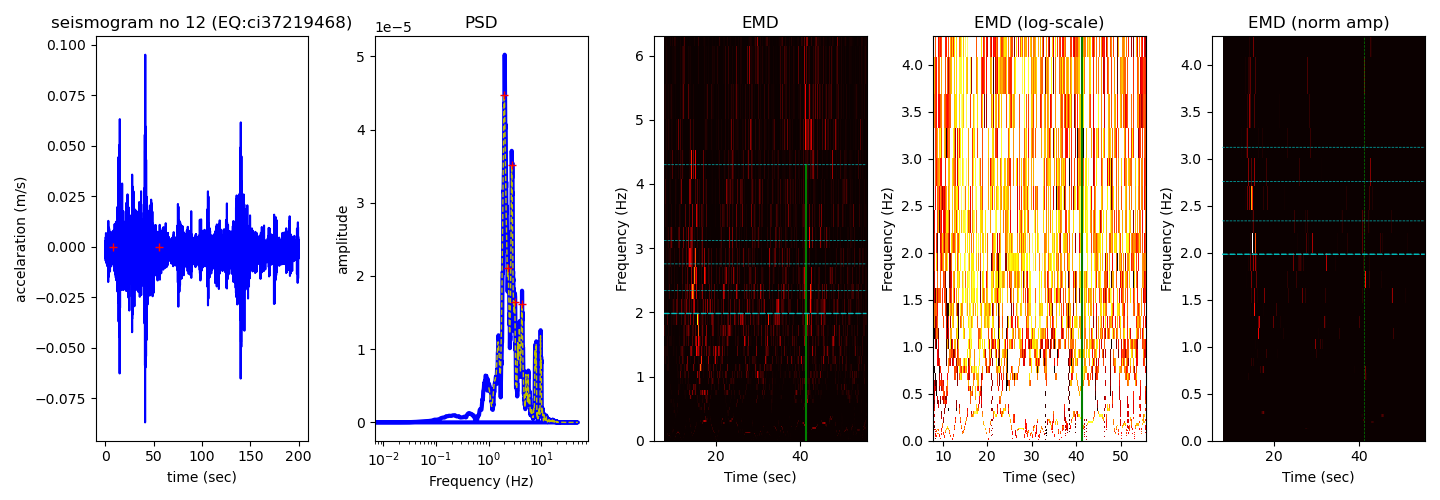 seismogram no 12 (EQ:ci37219468)
accelaration (m/s)
0.100
0.075
0.050
0.025
0.000
−0.025
−0.050
−0.075
0 50 100 150 200
time (sec)
PSD
1e−5
amplitude
5
4
3
2
1
0
10⁻² 10⁻¹ 10⁰ 10¹
Frequency (Hz)
EMD
Frequency (Hz)
6
5
4
3
2
1
0
20 40
Time (sec)
EMD (log-scale)
Frequency (Hz)
4.0
3.5
3.0
2.5
2.0
1.5
1.0
0.5
0.0
10 20 30 40 50
Time (sec)
EMD (norm amp)
Frequency (Hz)
4.0
3.5
3.0
2.5
2.0
1.5
1.0
0.5
0.0
20 40
Time (sec)